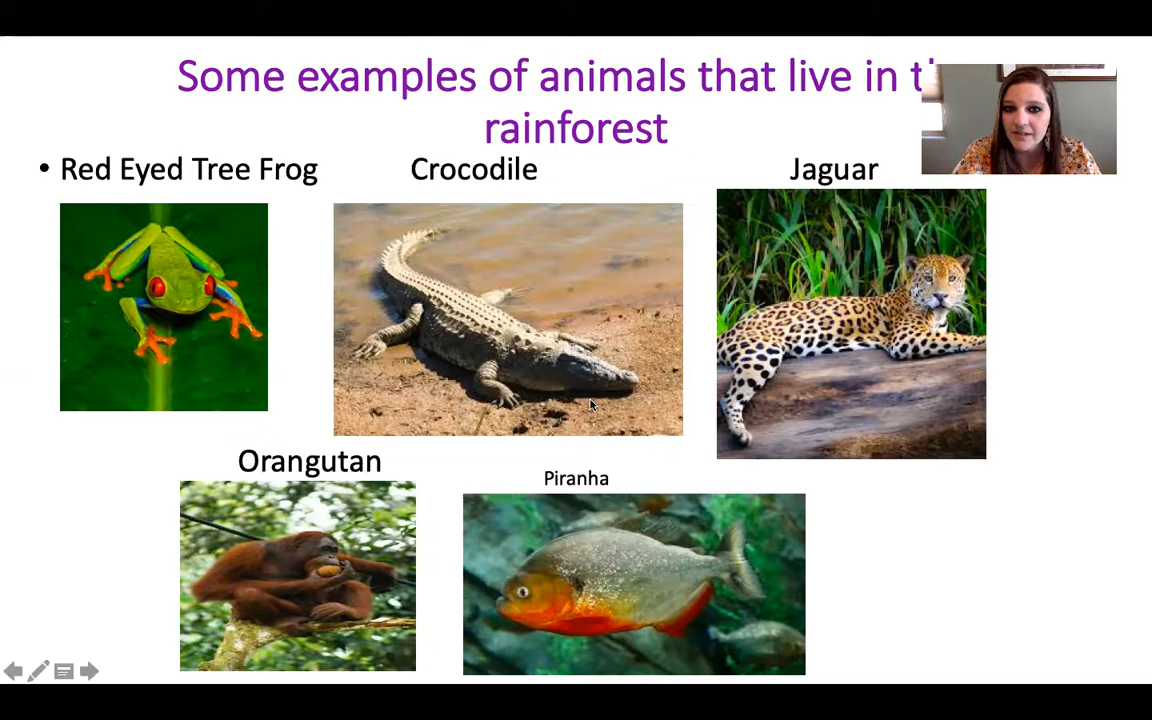 Some examples of animals that live in
rainforest
• Red Eyed Tree Frog
Crocodile
Jaguar
Orangutan
Piranha